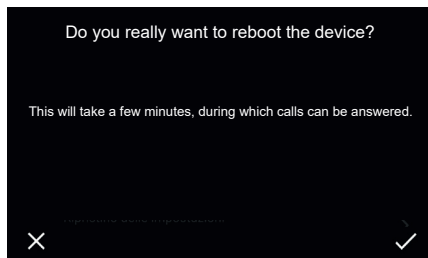 Do you really want to reboot the device?
This will take a few minutes, during which calls can be answered.